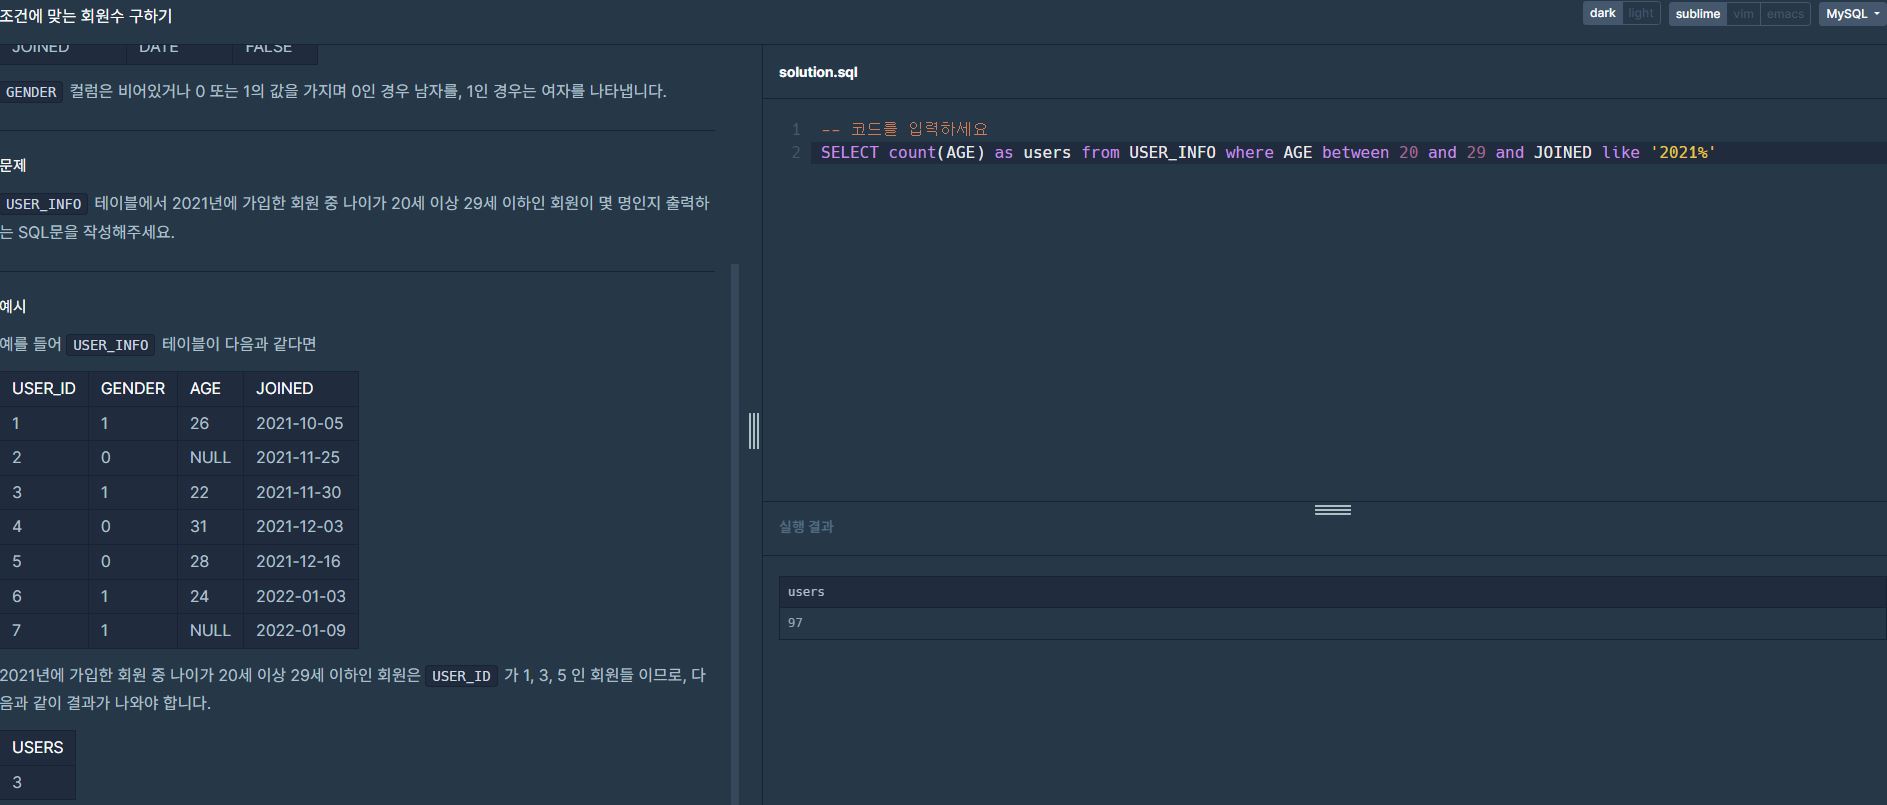 조건에 맞는 회원수 구하기
dark light sublime vim emacs MySQL
JOINED DATE FALSE
GENDER 컬럼은 비어있거나 0 또는 1의 값을 가지며 0인 경우 남자를, 1인 경우는 여자를 나타냅니다.
문제
USER_INFO 테이블에서 2021년에 가입한 회원 중 나이가 20세 이상 29세 이하인 회원이 몇 명인지 출력하
는 SQL문을 작성해주세요.
예시
예를 들어 USER_INFO 테이블이 다음과 같다면
USER_ID GENDER AGE JOINED
1 1 26 2021-10-05
2 0 NULL 2021-11-25
3 1 22 2021-11-30
4 0 31 2021-12-03
5 0 28 2021-12-16
6 1 24 2022-01-03
7 1 NULL 2022-01-09
2021년에 가입한 회원 중 나이가 20세 이상 29세 이하인 회원은 USER_ID 가 1, 3, 5 인 회원들 이므로, 다
음과 같이 결과가 나와야 합니다.
USERS
3
solution.sql
1 -- 코드를 입력하세요
2 SELECT count(AGE) as users from USER_INFO where AGE between 20 and 29 and JOINED like '2021%'
실행 결과
users
97